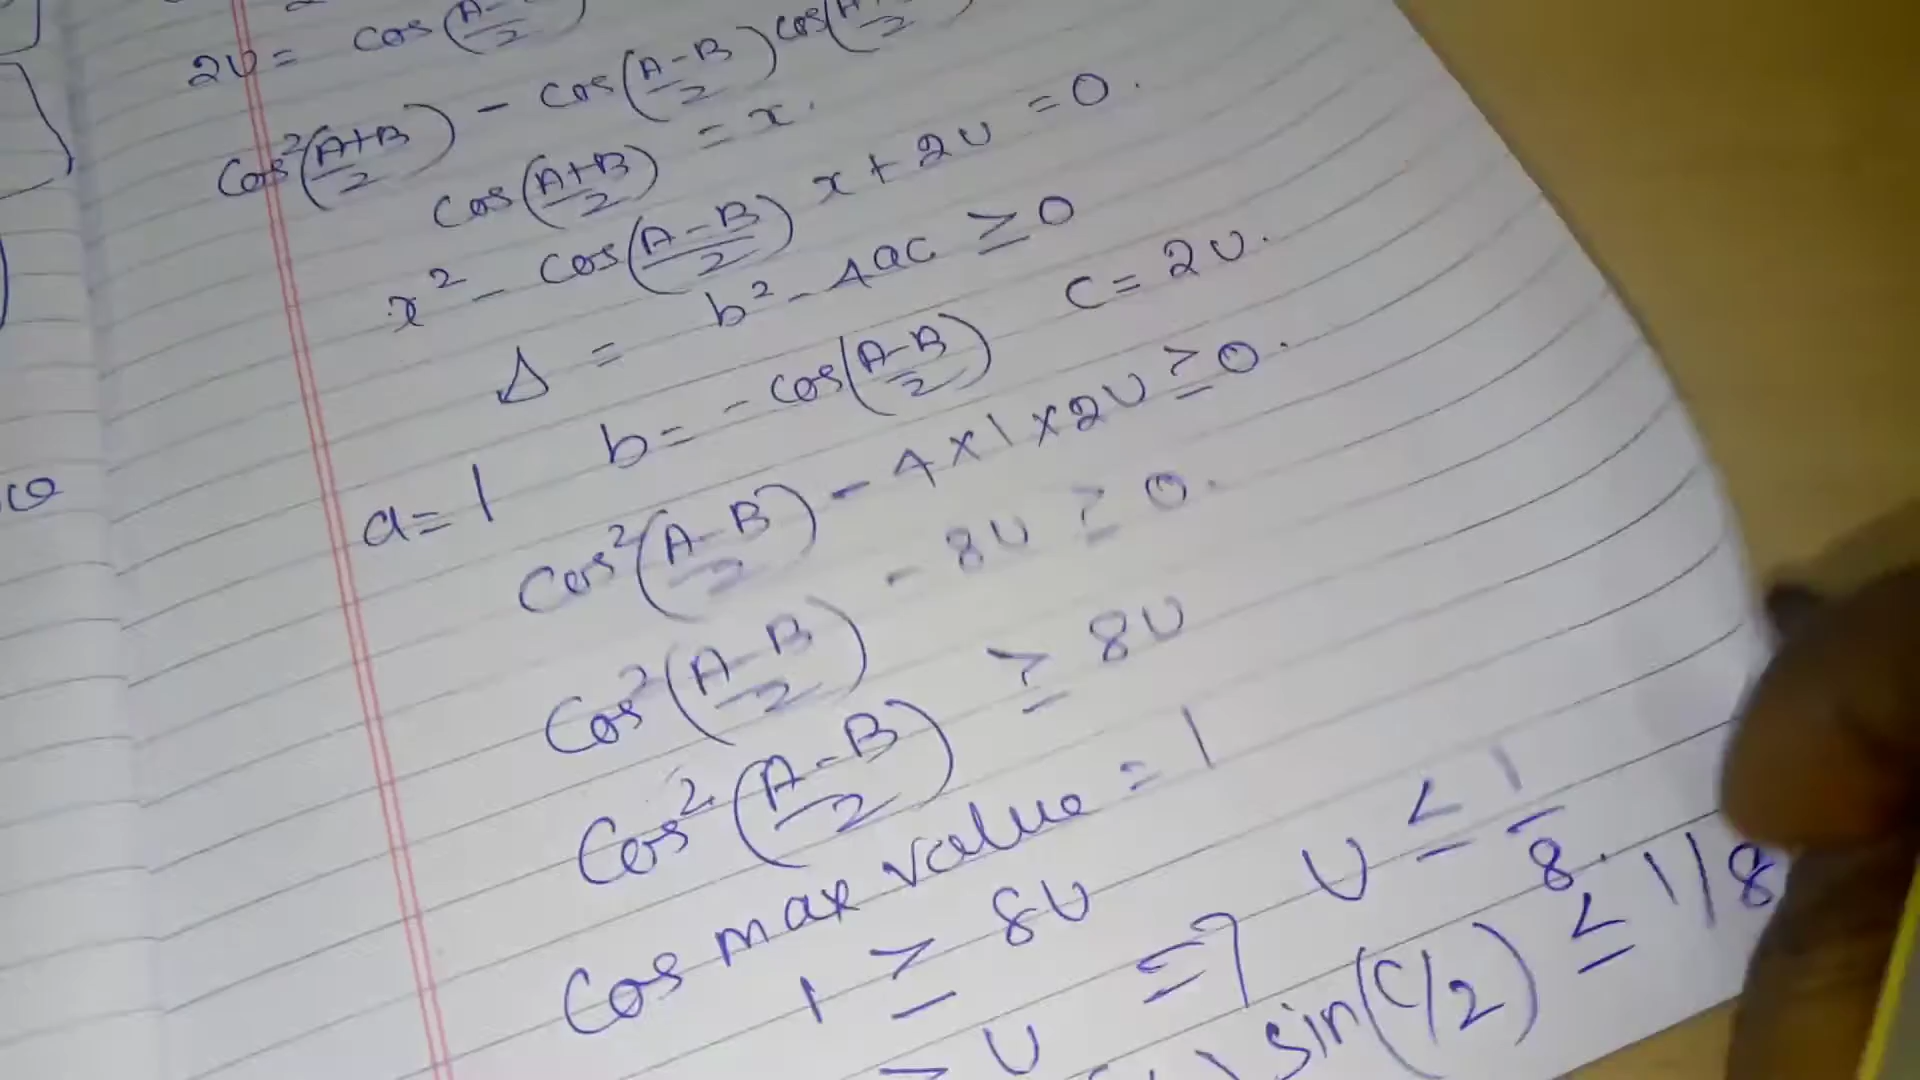 2U = cos(A-
cos²(A+B/2) - cos(A-B/2) cos(A
cos(A+B/2) = x.
x² - cos(A-B/2) x + 2U = 0.
Δ = b² - 4ac ≥ 0
a = 1 b = - cos(A-B/2) c = 2U.
cos²(A-B/2) - 4×1×2U ≥ 0.
cos²(A-B/2) - 8U ≥ 0.
cos²(A-B/2) ≥ 8U
cos max value = 1
1 ≥ 8U => U ≤ 1/8.
U
sin(C/2) ≤ 1/8